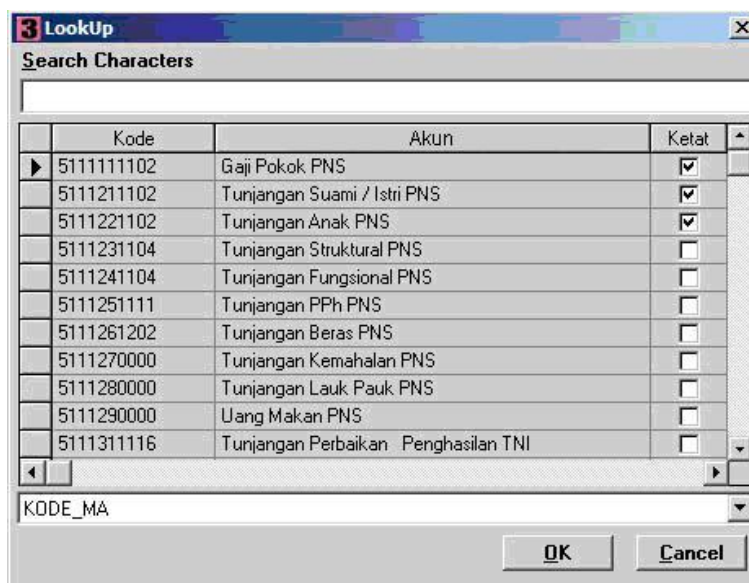 3 LookUp
Search Characters
Kode Akun Ketat
5111111102 Gaji Pokok PNS
5111211102 Tunjangan Suami / Istri PNS
5111221102 Tunjangan Anak PNS
5111231104 Tunjangan Struktural PNS
5111241104 Tunjangan Fungsional PNS
5111251111 Tunjangan PPh PNS
5111261202 Tunjangan Beras PNS
5111270000 Tunjangan Kemahalan PNS
5111280000 Tunjangan Lauk Pauk PNS
5111290000 Uang Makan PNS
5111311116 Tunjangan Perbaikan Penghasilan TNI
KODE_MA
OK Cancel